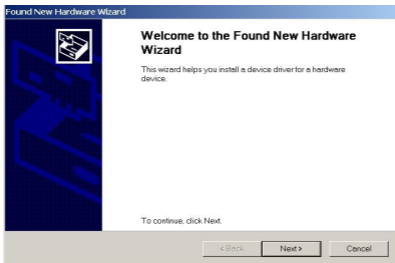 Found New Hardware Wizard
Welcome to the Found New Hardware
Wizard
This wizard helps you install a device driver for a hardware
device.
To continue, click Next.
< Back
Next >
Cancel